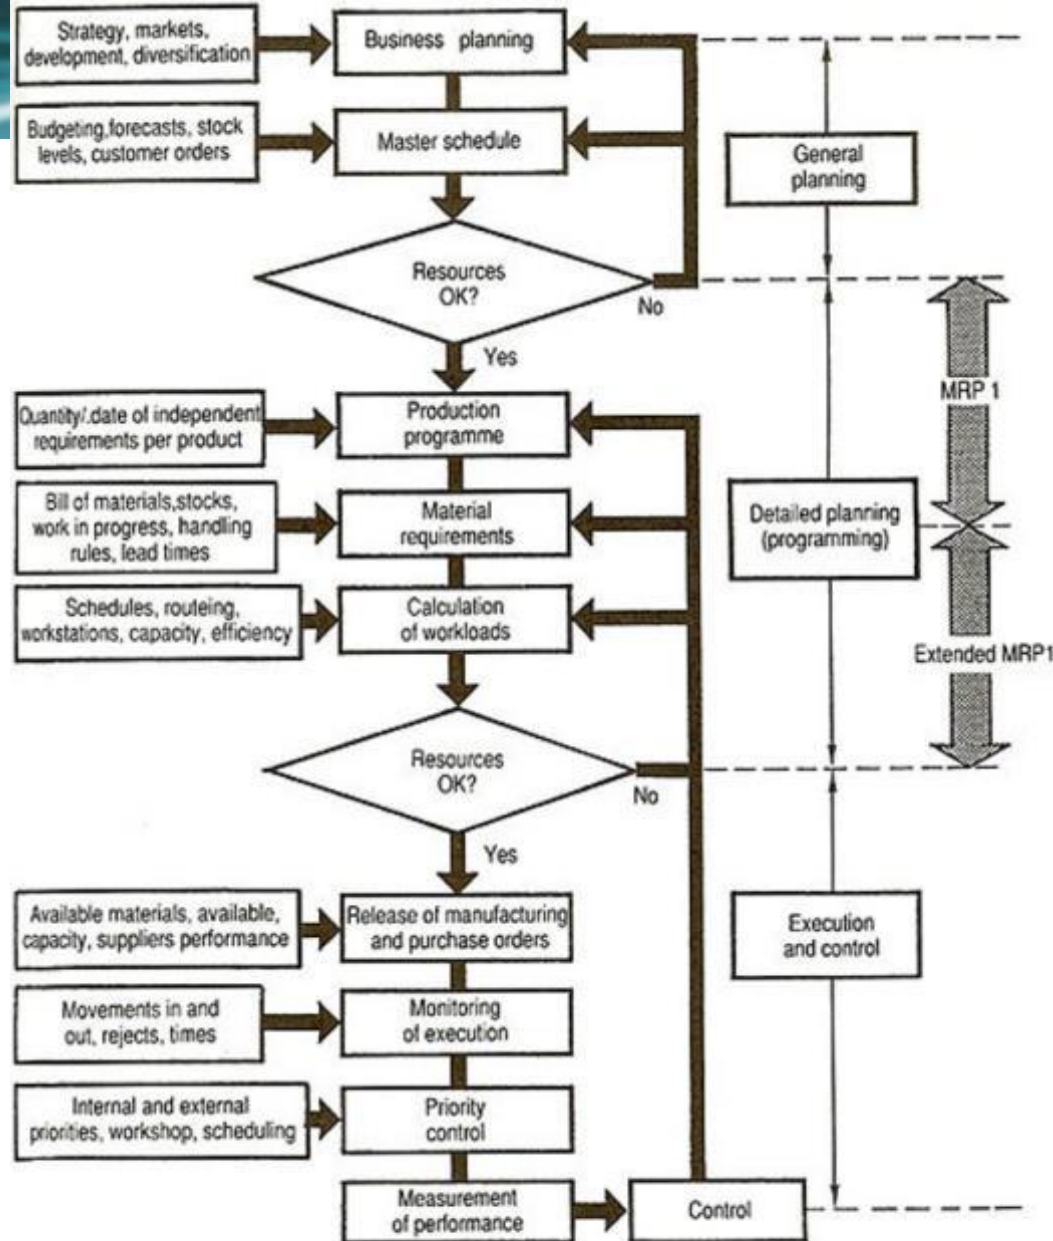 Strategy, markets,
development, diversification
Business planning
Budgeting,forecasts, stock
levels, customer orders
Master schedule
General
planning
Resources
OK?
No
Yes
MRP 1
Quantity/.date of independent
requirements per product
Production
programme
Bill of materials,stocks,
work in progress, handling
rules, lead times
Material
requirements
Detailed planning
(programming)
Schedules, routeing,
workstations, capacity, efficiency
Calculation
of workloads
Extended MRP1
Resources
OK?
No
Yes
Available materials, available,
capacity, suppliers performance
Release of manufacturing
and purchase orders
Execution
and control
Movements in and
out, rejects, times
Monitoring
of execution
Internal and external
priorities, workshop, scheduling
Priority
control
Measurement
of performance
Control